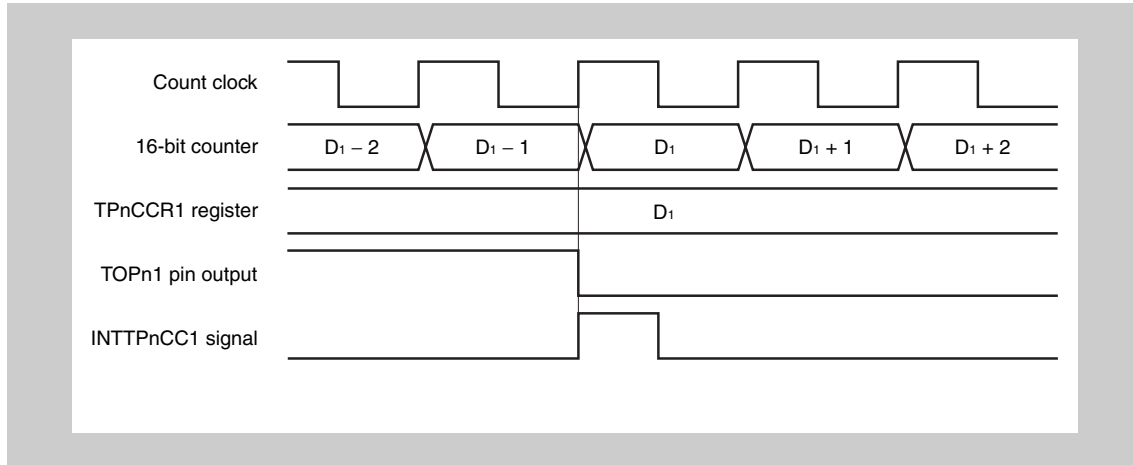 Count clock
16-bit counter D₁ − 2 D₁ − 1 D₁ D₁ + 1 D₁ + 2
TPnCCR1 register D₁
TOPn1 pin output
INTTPnCC1 signal